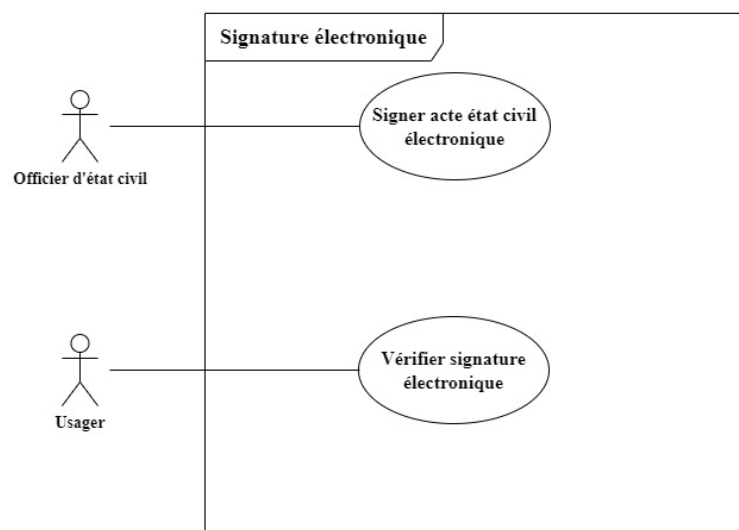 Signature électronique
Signer acte état civil
électronique
Officier d'état civil
Vérifier signature
électronique
Usager